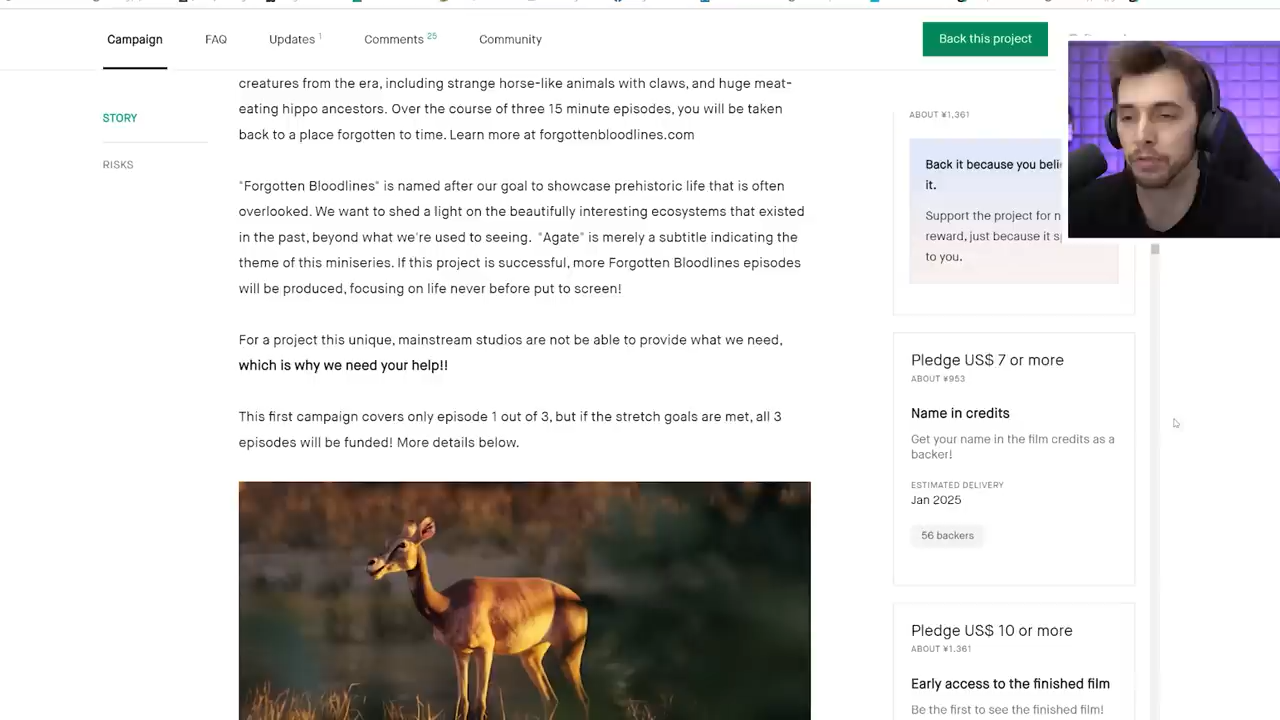 Campaign
FAQ
Updates 1
Comments 25
Community
Back this project
STORY
RISKS
creatures from the era, including strange horse-like animals with claws, and huge meat-
eating hippo ancestors. Over the course of three 15 minute episodes, you will be taken
back to a place forgotten to time. Learn more at forgottenbloodlines.com
"Forgotten Bloodlines" is named after our goal to showcase prehistoric life that is often
overlooked. We want to shed a light on the beautifully interesting ecosystems that existed
in the past, beyond what we're used to seeing. "Agate" is merely a subtitle indicating the
theme of this miniseries. If this project is successful, more Forgotten Bloodlines episodes
will be produced, focusing on life never before put to screen!
For a project this unique, mainstream studios are not be able to provide what we need,
which is why we need your help!!
This first campaign covers only episode 1 out of 3, but if the stretch goals are met, all 3
episodes will be funded! More details below.
ABOUT ¥1,361
Back it because you
it.
Support the project for
reward, just because it
to you.
Pledge US$ 7 or more
ABOUT ¥953
Name in credits
Get your name in the film credits as a
backer!
ESTIMATED DELIVERY
Jan 2025
56 backers
Pledge US$ 10 or more
ABOUT ¥1,361
Early access to the finished film
Be the first to see the finished film!